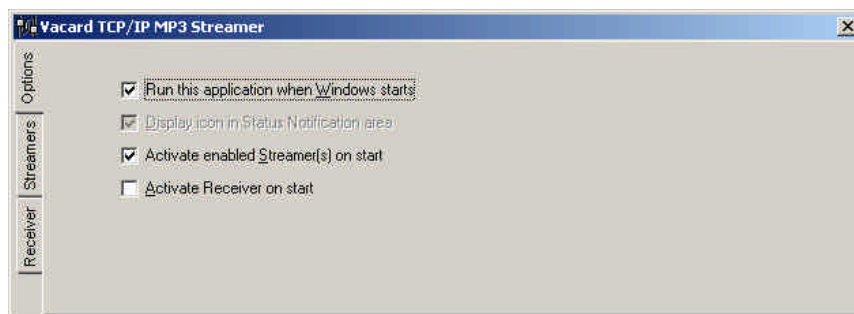 Vacard TCP/IP MP3 Streamer
Options
Streamers
Receiver
Run this application when Windows starts
Display icon in Status Notification area
Activate enabled Streamer(s) on start
Activate Receiver on start